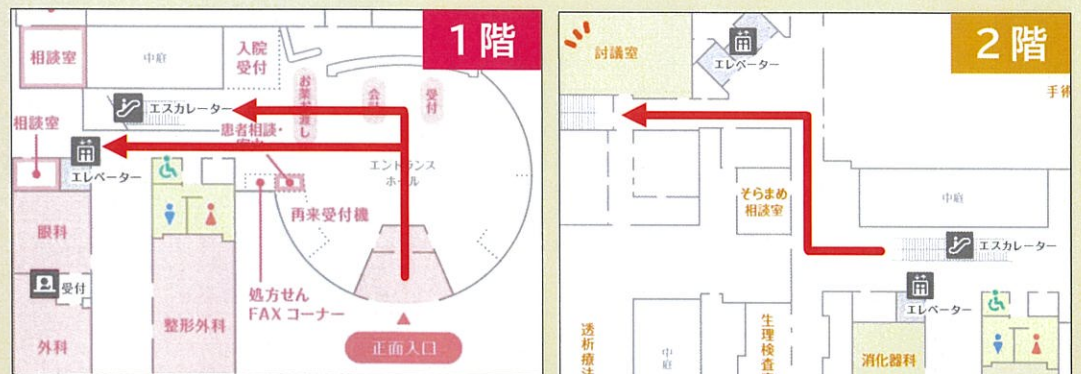 1階
相談室
中庭
入院
受付
お薬お渡し
会計
受付
エスカレーター
相談室
患者相談・
エレベーター
エントランス
ホール
再来受付機
眼科
受付
処方せん
FAXコーナー
整形外科
外科
正面入口
2階
討議室
エレベーター
手術
そらまめ
相談室
中庭
エスカレーター
エレベーター
透析療法
中庭
生理検査
消化器科